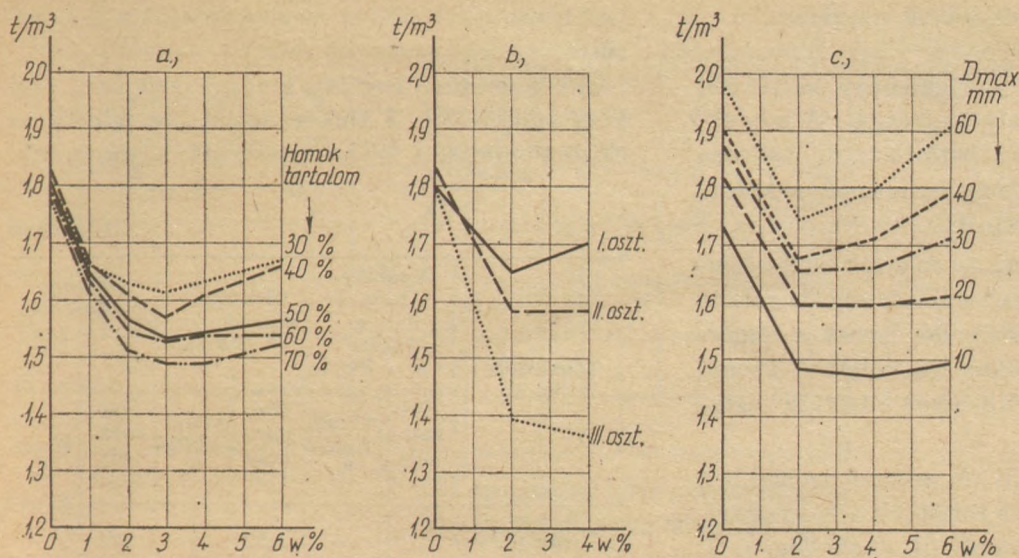 t/m³
a.,
2,0
1,9
1,8
1,7
1,6
1,5
1,4
1,3
1,2
0 1 2 3 4 5 6 w%
Homok
tartalom
30 %
40 %
50 %
60 %
70 %
t/m³
b.,
2,0
1,9
1,8
1,7
1,6
1,5
1,4
1,3
1,2
0 1 2 3 4 w%
I.oszt.
II.oszt.
III.oszt.
t/m³
c.,
2,0
1,9
1,8
1,7
1,6
1,5
1,4
1,3
1,2
0 1 2 3 4 5 6 w%
Dmax
mm
60
40
30
20
10